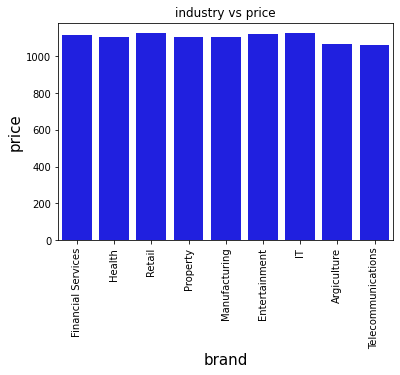 industry vs price
price
1000
800
600
400
200
0
Financial Services
Health
Retail
Property
Manufacturing
Entertainment
IT
Argiculture
Telecommunications
brand